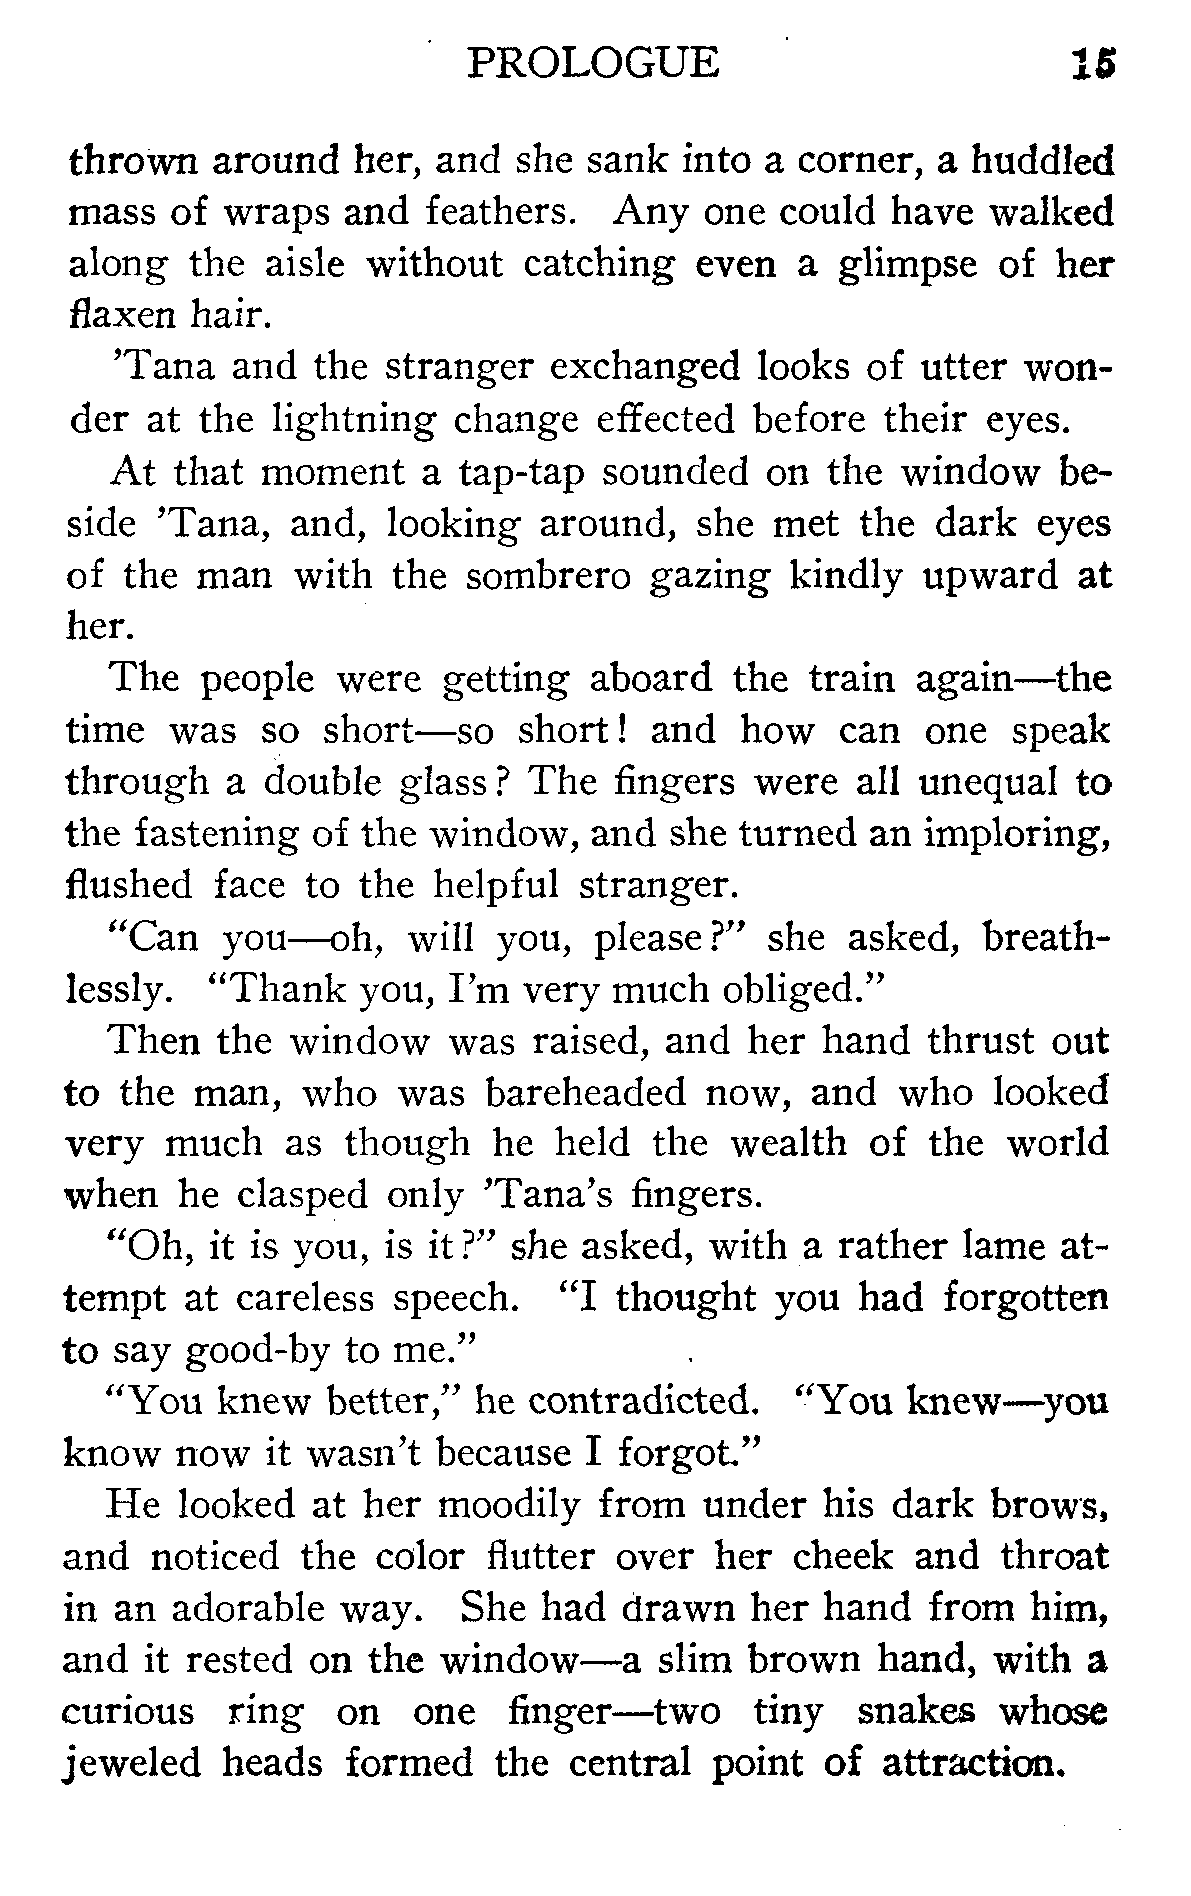 PROLOGUE 15
thrown around her, and she sank into a corner, a huddled
mass of wraps and feathers. Any one could have walked
along the aisle without catching even a glimpse of her
flaxen hair.
’Tana and the stranger exchanged looks of utter won-
der at the lightning change effected before their eyes.
At that moment a tap-tap sounded on the window be-
side ’Tana, and, looking around, she met the dark eyes
of the man with the sombrero gazing kindly upward at
her.
The people were getting aboard the train again—the
time was so short—so short! and how can one speak
through a double glass? The fingers were all unequal to
the fastening of the window, and she turned an imploring,
flushed face to the helpful stranger.
“Can you—oh, will you, please?” she asked, breath-
lessly. “Thank you, I’m very much obliged.”
Then the window was raised, and her hand thrust out
to the man, who was bareheaded now, and who looked
very much as though he held the wealth of the world
when he clasped only ’Tana’s fingers.
“Oh, it is you, is it?” she asked, with a rather lame at-
tempt at careless speech. “I thought you had forgotten
to say good-by to me.”
“You knew better,” he contradicted. “You knew—you
know now it wasn’t because I forgot.”
He looked at her moodily from under his dark brows,
and noticed the color flutter over her cheek and throat
in an adorable way. She had drawn her hand from him,
and it rested on the window—a slim brown hand, with a
curious ring on one finger—two tiny snakes whose
jeweled heads formed the central point of attraction.